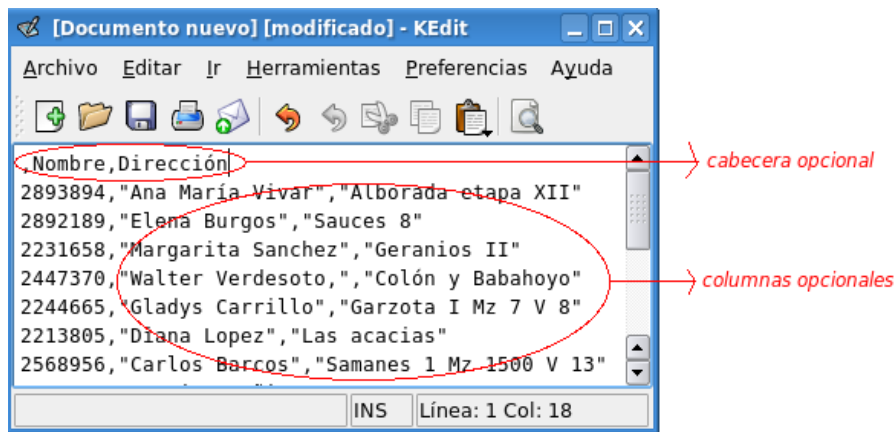 [Documento nuevo] [modificado] - KEdit
Archivo Editar Ir Herramientas Preferencias Ayuda
,Nombre,Dirección
cabecera opcional
2893894,"Ana María Vivar","Alborada etapa XII"
2892189,"Elena Burgos","Sauces 8"
2231658,"Margarita Sanchez","Geranios II"
2447370,"Walter Verdesoto,","Colón y Babahoyo"
columnas opcionales
2244665,"Gladys Carrillo","Garzota I Mz 7 V 8"
2213805,"Diana Lopez","Las acacias"
2568956,"Carlos Barcos","Samanes 1 Mz 1500 V 13"
INS Línea: 1 Col: 18